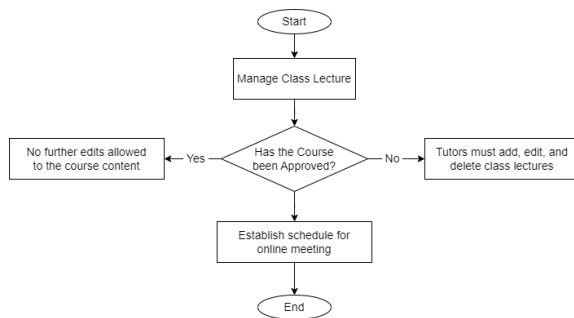 Start
Manage Class Lecture
No further edits allowed
to the course content
Yes
Has the Course
been Approved?
No
Tutors must add, edit, and
delete class lectures
Establish schedule for
online meeting
End